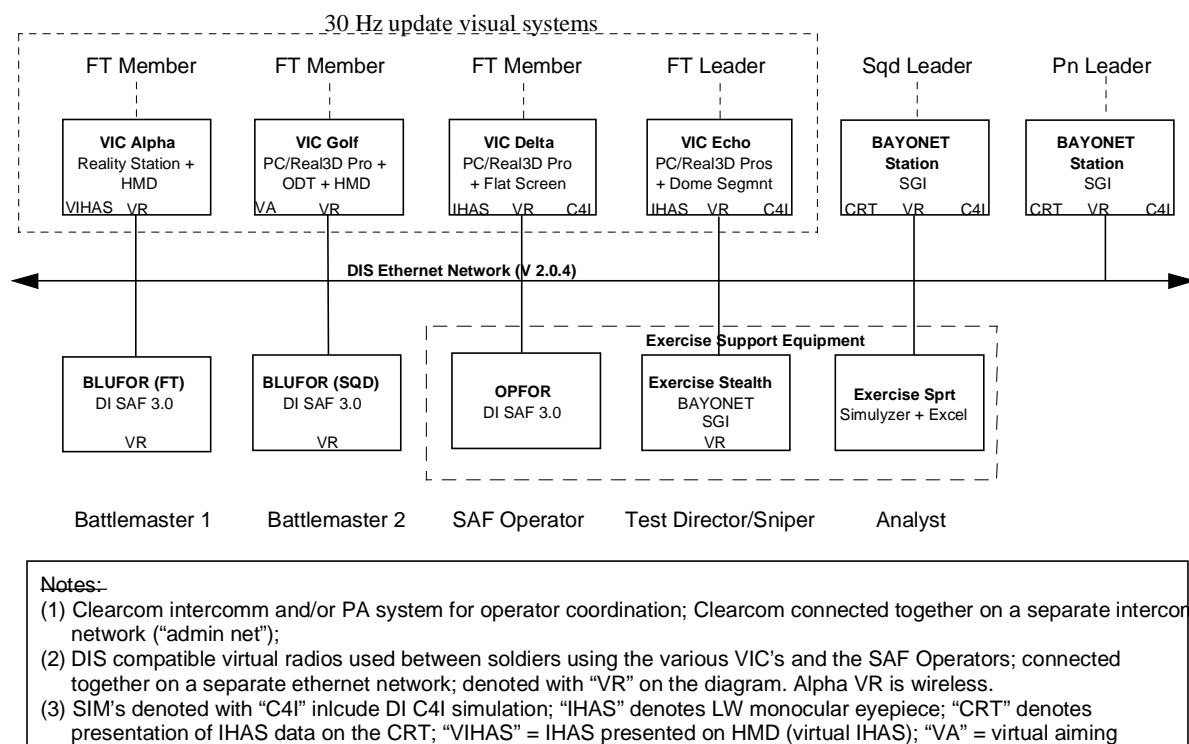 30 Hz update visual systems
FT Member FT Member FT Member FT Leader Sqd Leader Pn Leader
VIC Alpha
Reality Station +
HMD
VIHAS VR
VIC Golf
PC/Real3D Pro +
ODT + HMD
VA VR
VIC Delta
PC/Real3D Pro
+ Flat Screen
IHAS VR C4I
VIC Echo
PC/Real3D Pros
+ Dome Segmnt
IHAS VR C4I
BAYONET
Station
SGI
CRT VR C4I
BAYONET
Station
SGI
CRT VR C4I
DIS Ethernet Network (V 2.0.4)
Exercise Support Equipment
BLUFOR (FT)
DI SAF 3.0
VR
BLUFOR (SQD)
DI SAF 3.0
VR
OPFOR
DI SAF 3.0
Exercise Stealth
BAYONET
SGI
VR
Exercise Sprt
Simulyzer + Excel
Battlemaster 1 Battlemaster 2 SAF Operator Test Director/Sniper Analyst
Notes:
(1) Clearcom intercomm and/or PA system for operator coordination; Clearcom connected together on a separate intercor
network (“admin net”);
(2) DIS compatible virtual radios used between soldiers using the various VIC's and the SAF Operators; connected
together on a separate ethernet network; denoted with “VR” on the diagram. Alpha VR is wireless.
(3) SIM's denoted with “C4I” inlcude DI C4I simulation; “IHAS” denotes LW monocular eyepiece; “CRT” denotes
presentation of IHAS data on the CRT; “VIHAS” = IHAS presented on HMD (virtual IHAS); “VA” = virtual aiming